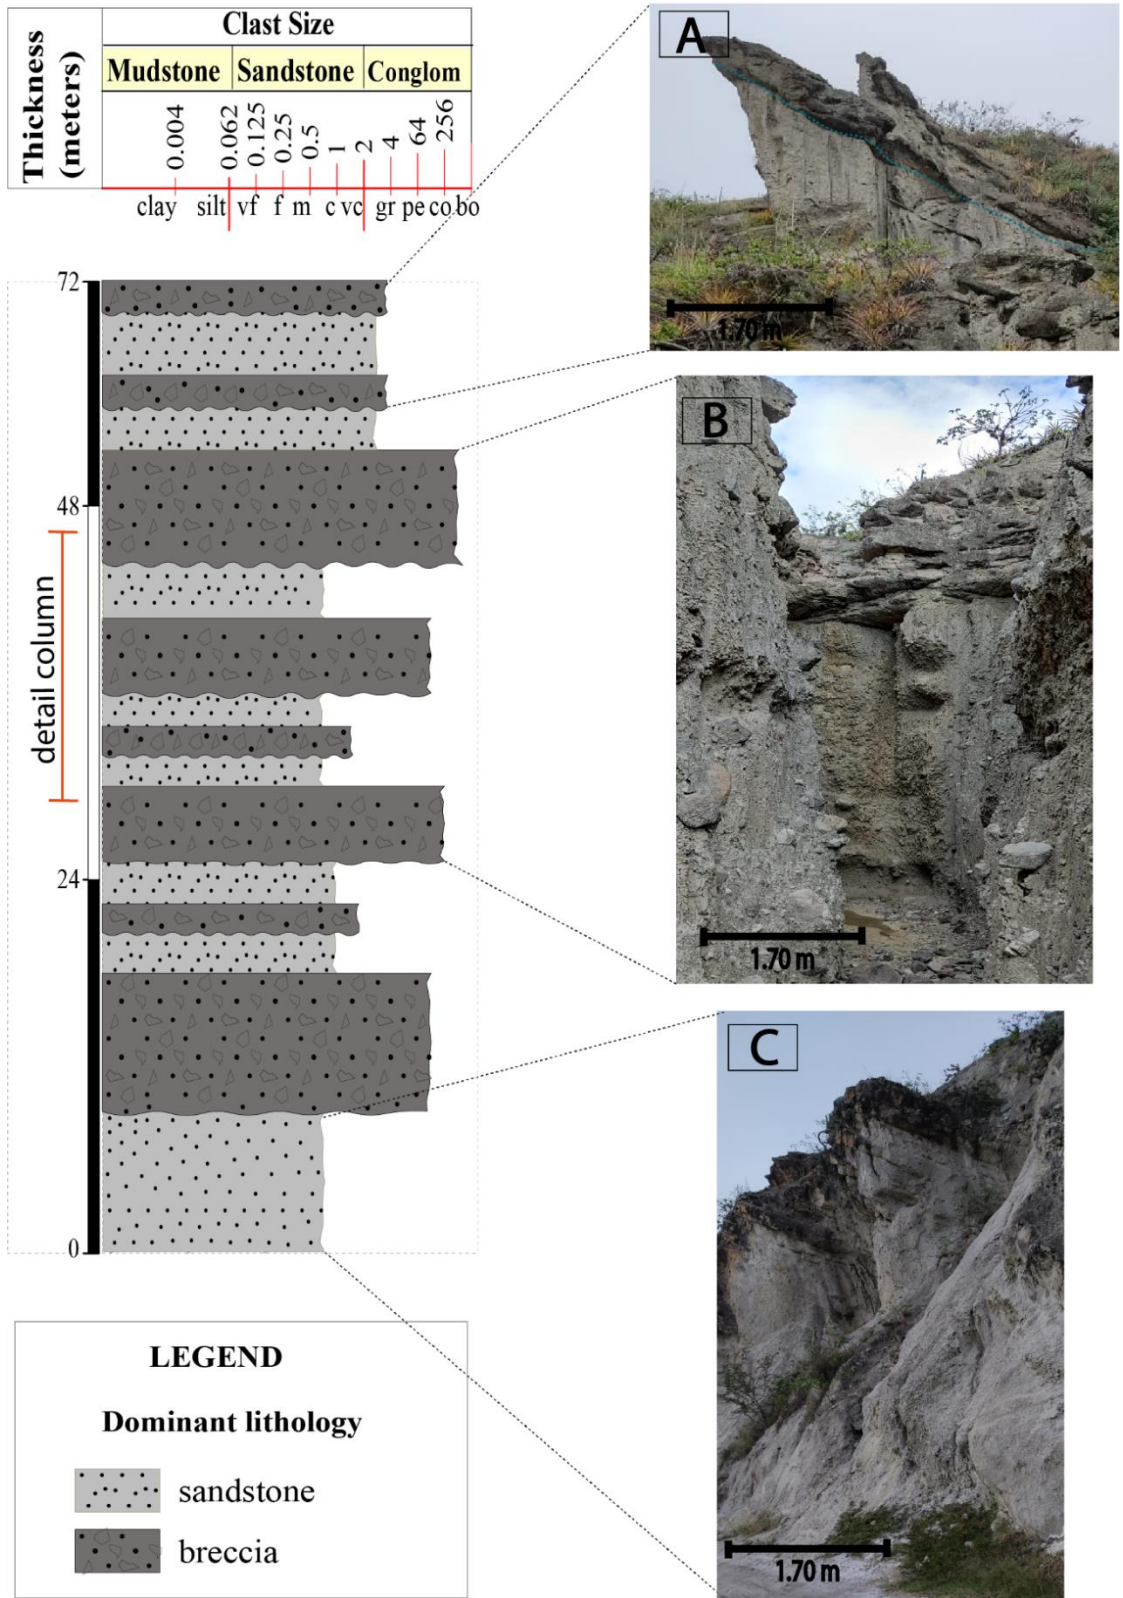 Thickness
(meters)
Clast Size
Mudstone Sandstone Conglom
0.004 0.062 0.125 0.25 0.5 1 2 4 64 256
clay silt vf f m c vc gr pe co bo
72
48
24
0
detail column
A
1.70 m
B
1.70 m
C
1.70 m
LEGEND
Dominant lithology
sandstone
breccia